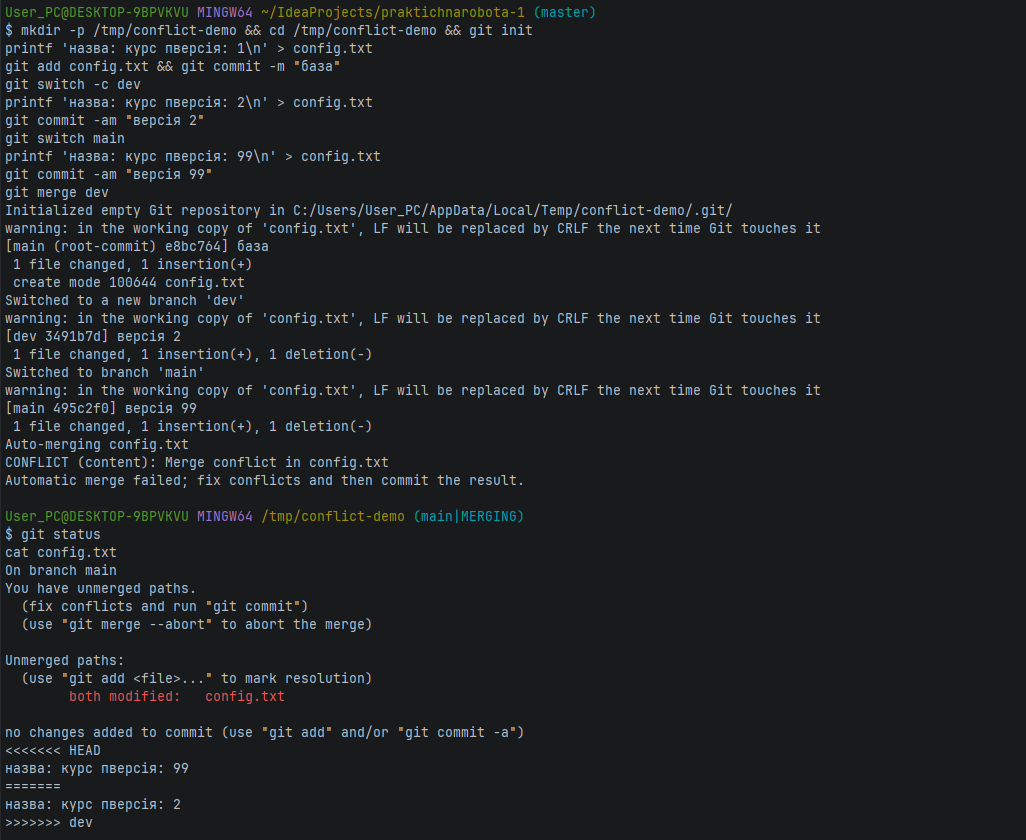 User_PC@DESKTOP-9BPVKVU MINGW64 ~/IdeaProjects/praktichnarobota-1 (master)
$ mkdir -p /tmp/conflict-demo && cd /tmp/conflict-demo && git init
printf 'назва: курс пверсія: 1\n' > config.txt
git add config.txt && git commit -m "база"
git switch -c dev
printf 'назва: курс пверсія: 2\n' > config.txt
git commit -am "версія 2"
git switch main
printf 'назва: курс пверсія: 99\n' > config.txt
git commit -am "версія 99"
git merge dev
Initialized empty Git repository in C:/Users/User_PC/AppData/Local/Temp/conflict-demo/.git/
warning: in the working copy of 'config.txt', LF will be replaced by CRLF the next time Git touches it
[main (root-commit) e8bc764] база
 1 file changed, 1 insertion(+)
 create mode 100644 config.txt
Switched to a new branch 'dev'
warning: in the working copy of 'config.txt', LF will be replaced by CRLF the next time Git touches it
[dev 3491b7d] версія 2
 1 file changed, 1 insertion(+), 1 deletion(-)
Switched to branch 'main'
warning: in the working copy of 'config.txt', LF will be replaced by CRLF the next time Git touches it
[main 495c2f0] версія 99
 1 file changed, 1 insertion(+), 1 deletion(-)
Auto-merging config.txt
CONFLICT (content): Merge conflict in config.txt
Automatic merge failed; fix conflicts and then commit the result.
User_PC@DESKTOP-9BPVKVU MINGW64 /tmp/conflict-demo (main|MERGING)
$ git status
cat config.txt
On branch main
You have unmerged paths.
  (fix conflicts and run "git commit")
  (use "git merge --abort" to abort the merge)
Unmerged paths:
  (use "git add <file>..." to mark resolution)
        both modified:   config.txt
no changes added to commit (use "git add" and/or "git commit -a")
<<<<<<< HEAD
назва: курс пверсія: 99
=======
назва: курс пверсія: 2
>>>>>>> dev